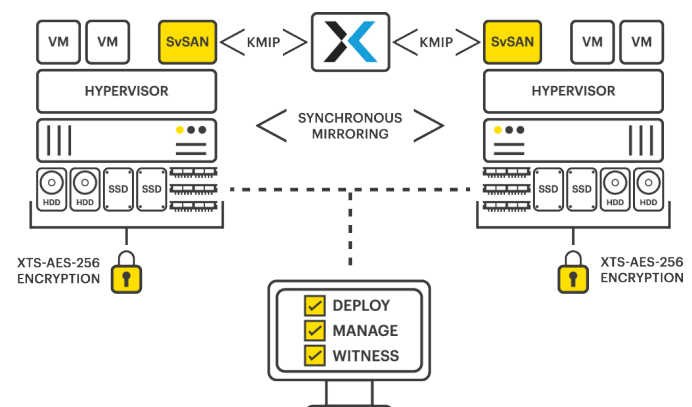 VM VM SvSAN KMIP KMIP SvSAN VM VM
HYPERVISOR HYPERVISOR
SYNCHRONOUS
MIRRORING
HDD HDD SSD SSD SSD SSD HDD HDD
XTS-AES-256
ENCRYPTION
XTS-AES-256
ENCRYPTION
DEPLOY
MANAGE
WITNESS